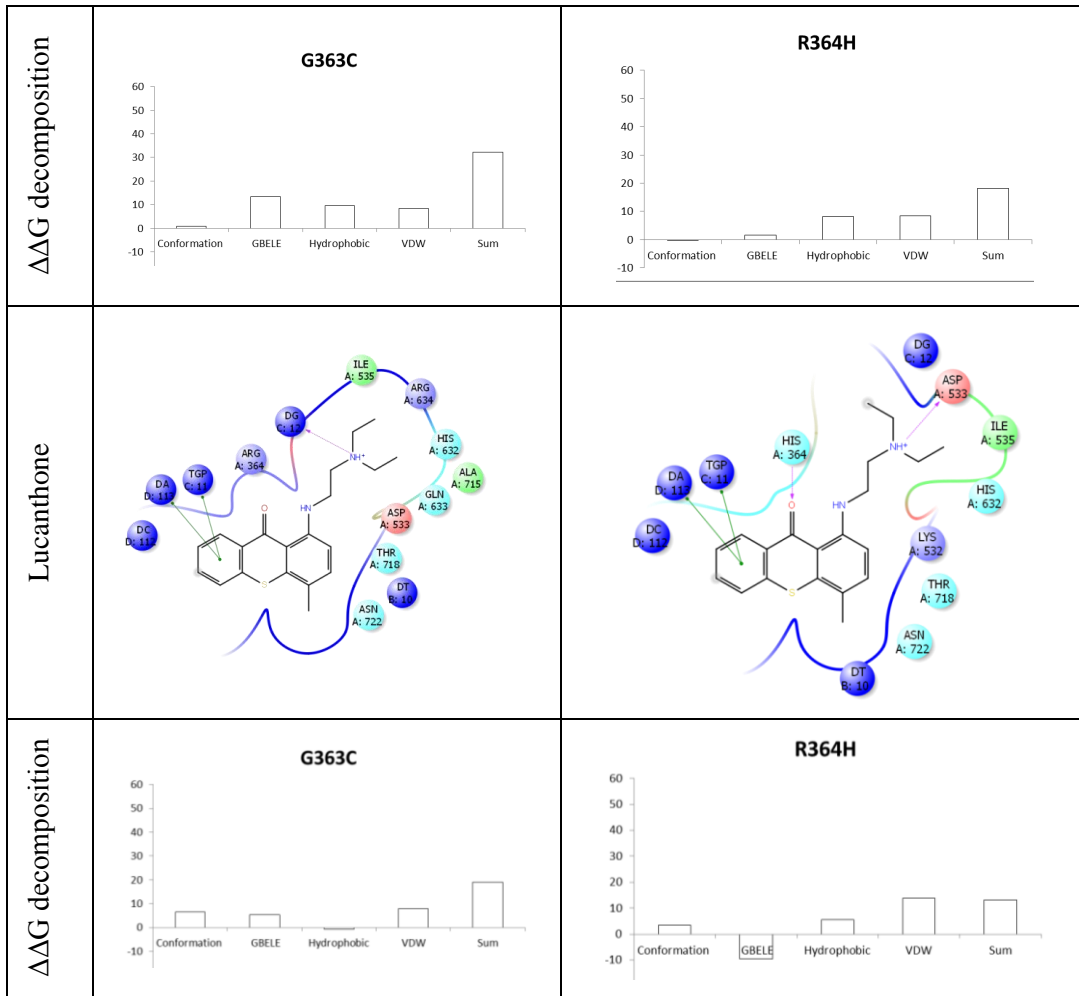 ΔΔG decomposition
G363C
60
50
40
30
20
10
0
-10
Conformation GBELE Hydrophobic VDW Sum
R364H
60
50
40
30
20
10
0
-10
Conformation GBELE Hydrophobic VDW Sum
Lucanthone
ILE
A: 535
ARG
A: 634
DG
C: 12
HIS
A: 632
NH+
ARG
A: 364
ALA
A: 715
TGP
C: 11
DA
D: 113
GLN
A: 633
HN
ASP
A: 533
O
DC
D: 112
THR
A: 718
S
DT
B: 10
ASN
A: 722
DG
C: 12
ASP
A: 533
ILE
A: 535
HIS
A: 364
NH+
TGP
C: 11
DA
D: 113
HIS
A: 632
O
HN
DC
D: 112
LYS
A: 532
THR
A: 718
S
ASN
A: 722
DT
B: 10
ΔΔG decomposition
G363C
60
50
40
30
20
10
0
-10
Conformation GBELE Hydrophobic VDW Sum
R364H
60
50
40
30
20
10
0
-10
Conformation GBELE Hydrophobic VDW Sum